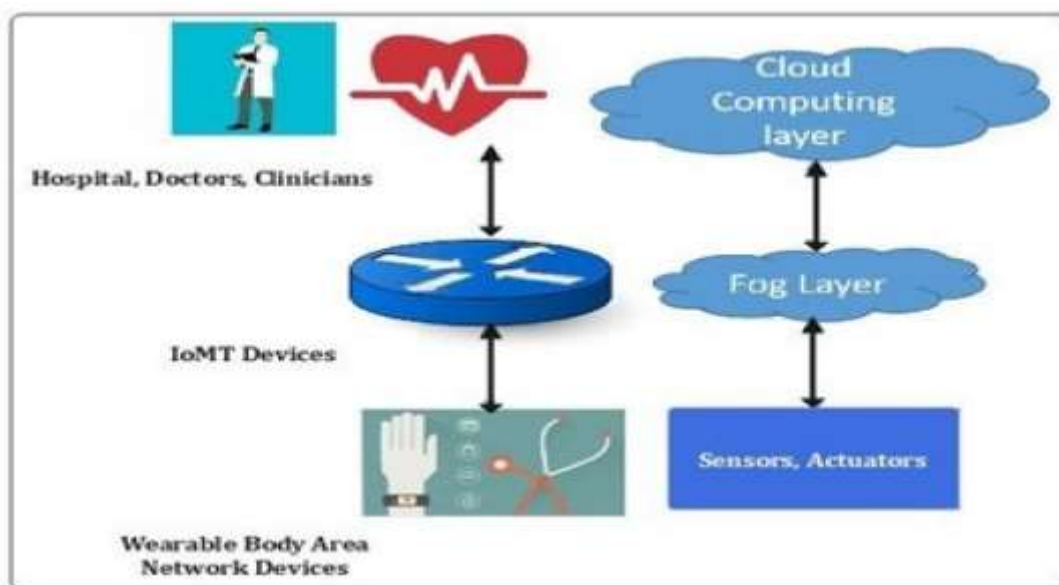 Cloud
Computing
layer
Hospital, Doctors, Clinicians
Fog Layer
IoMT Devices
Sensors, Actuators
Wearable Body Area
Network Devices